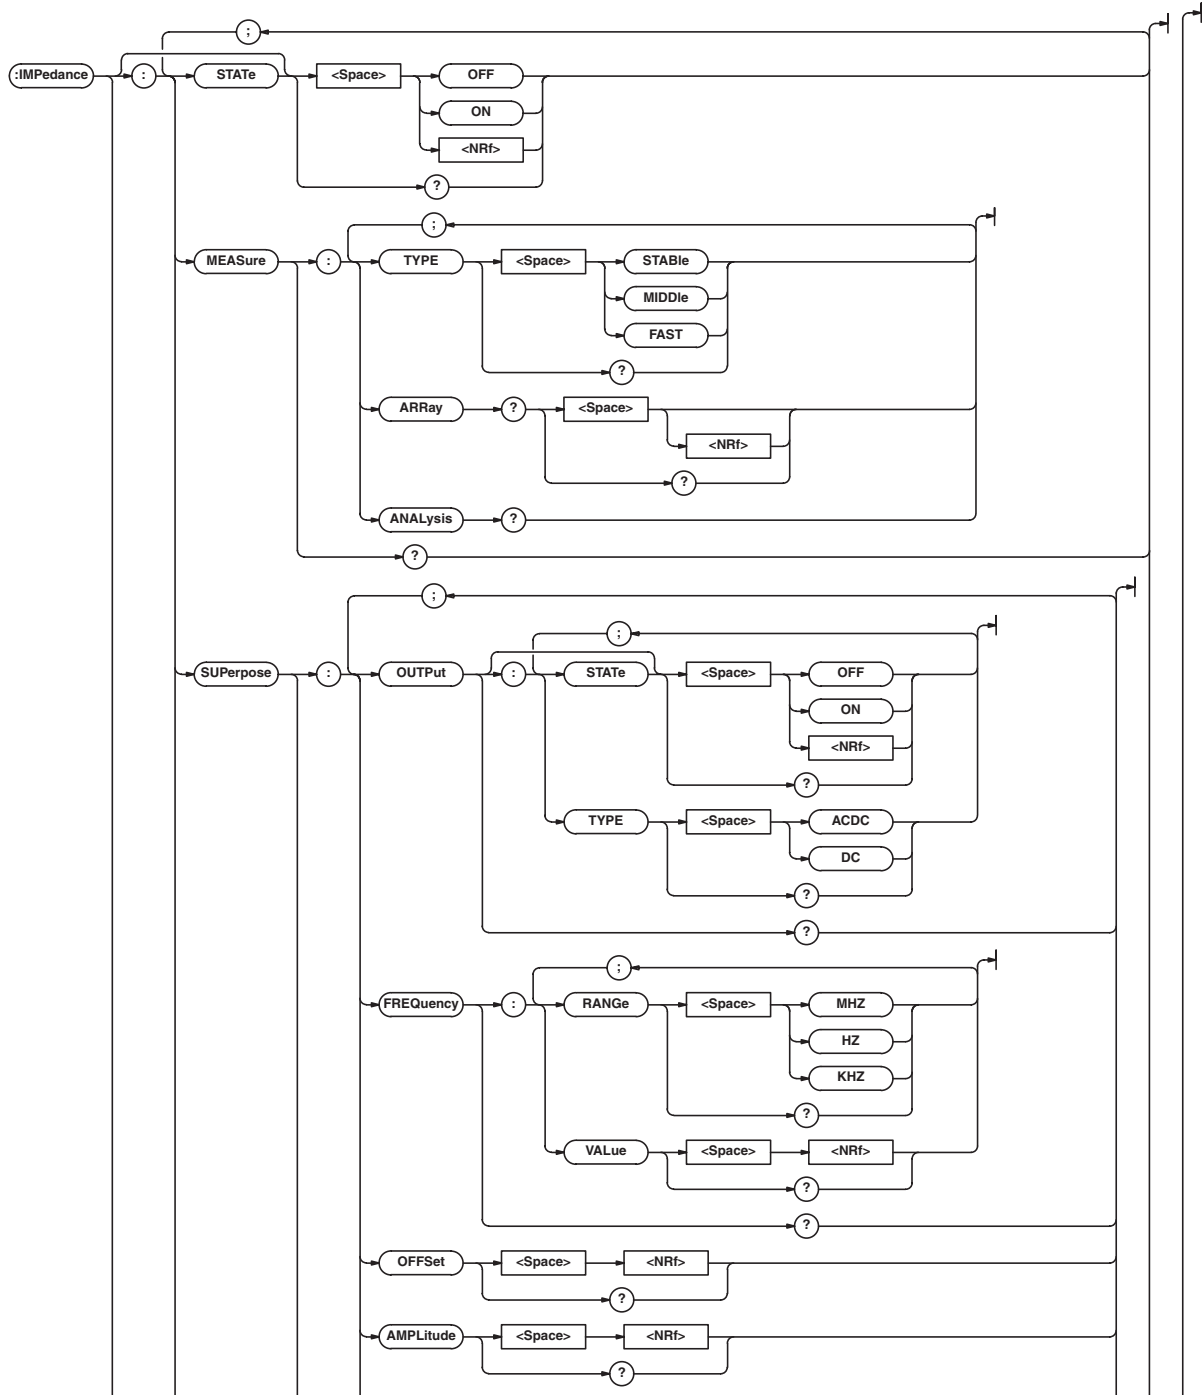 ;
:IMPedance : STATe <Space> OFF
ON
<NRf>
?
;
MEASure : TYPE <Space> STABle
MIDDle
FAST
?
ARRay ? <Space>
<NRf>
?
ANALysis ?
?
;
;
SUPerpose : OUTPut : STATe <Space> OFF
ON
<NRf>
?
TYPE <Space> ACDC
DC
?
?
;
FREQuency : RANGe <Space> MHZ
HZ
KHZ
?
VALue <Space> <NRf>
?
?
OFFSet <Space> <NRf>
?
AMPLitude <Space> <NRf>
?